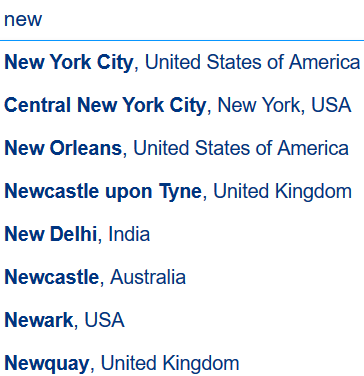 new
New York City, United States of America
Central New York City, New York, USA
New Orleans, United States of America
Newcastle upon Tyne, United Kingdom
New Delhi, India
Newcastle, Australia
Newark, USA
Newquay, United Kingdom